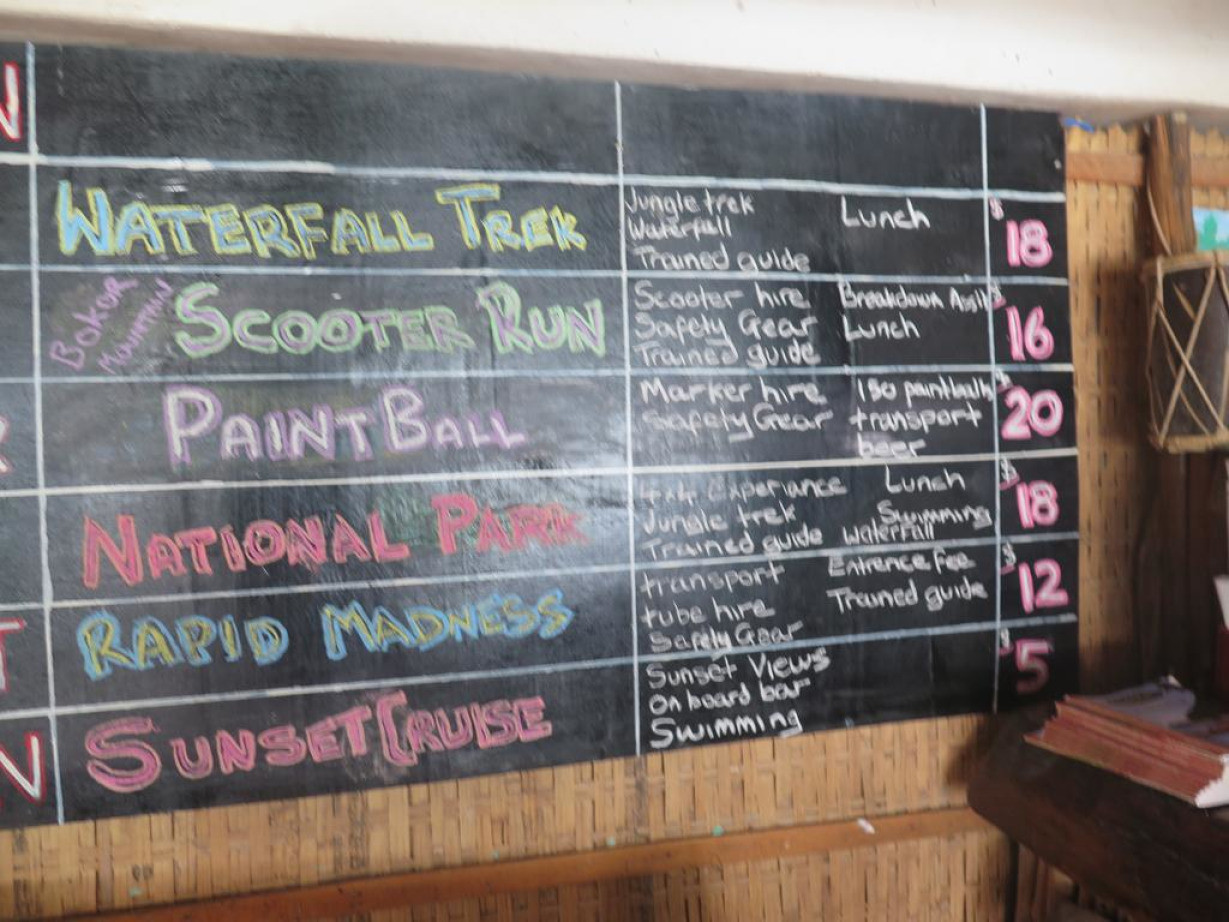 N
WATERFALL TREK
Jungle trek Lunch
Waterfall
Trained guide
$ 18
Bokor Mountain
SCOOTER RUN
Scooter hire Breakdown Assit
Safety Gear Lunch
Trained guide
$ 16
PAINTBALL
Marker hire 150 paintballs
Safety Gear transport
beer
$ 20
NATIONAL PARK
4x4 Experiance Lunch
Jungle trek Swimming
Trained guide waterfall
$ 18
RAPID MADNESS
transport Entrance fee
tube hire Trained guide
Safety Gear
$ 12
T
SUNSET CRUISE
Sunset Views
On board bar
Swimming
$ 5
N